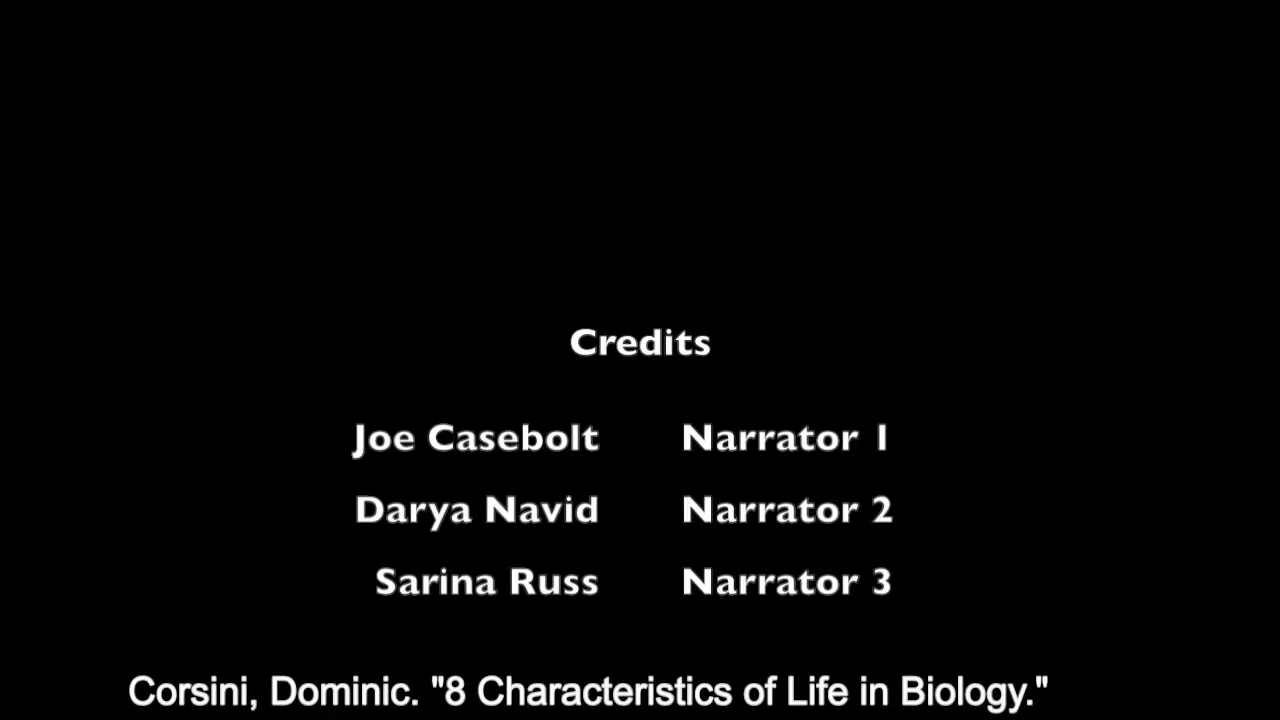 Credits
Joe Casebolt Narrator 1
Darya Navid Narrator 2
Sarina Russ Narrator 3
Corsini, Dominic. "8 Characteristics of Life in Biology."